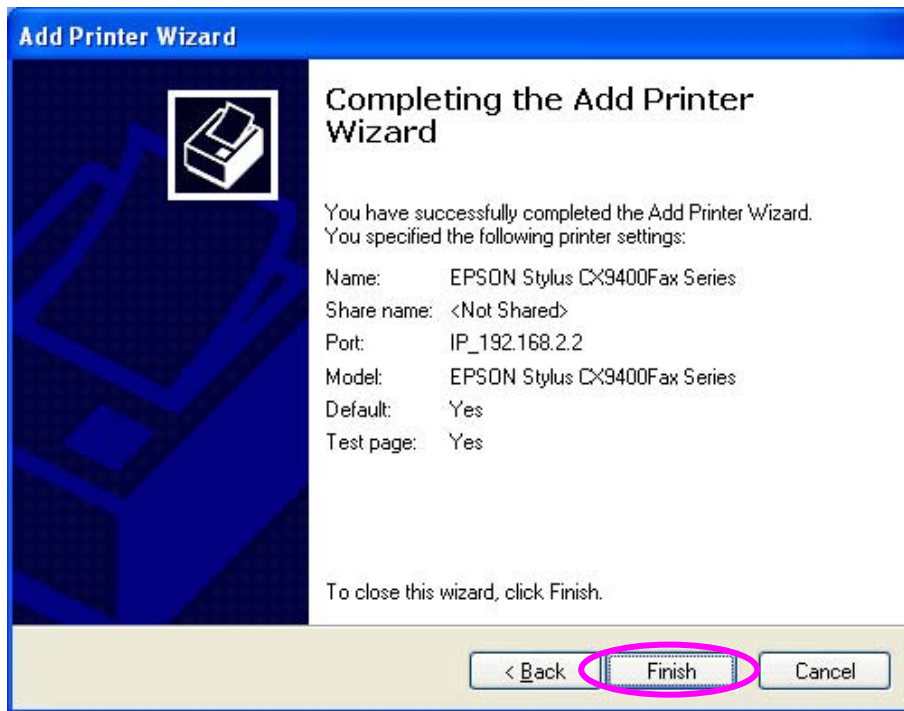 Add Printer Wizard
Completing the Add Printer
Wizard
You have successfully completed the Add Printer Wizard.
You specified the following printer settings:
Name: EPSON Stylus CX9400Fax Series
Share name: <Not Shared>
Port: IP_192.168.2.2
Model: EPSON Stylus CX9400Fax Series
Default: Yes
Test page: Yes
To close this wizard, click Finish.
< Back Finish Cancel